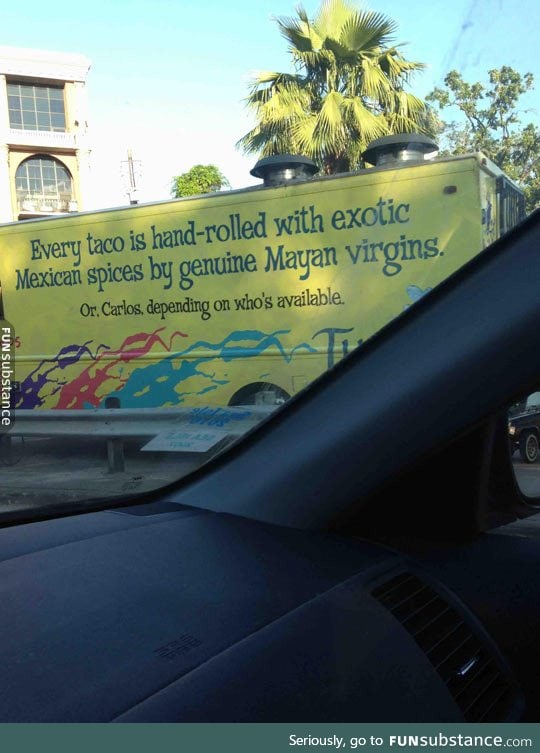 Every taco is hand-rolled with exotic
Mexican spices by genuine Mayan virgins.
Or, Carlos, depending on who's available.
Tu
FUNsubstance
Seriously, go to FUNsubstance.com